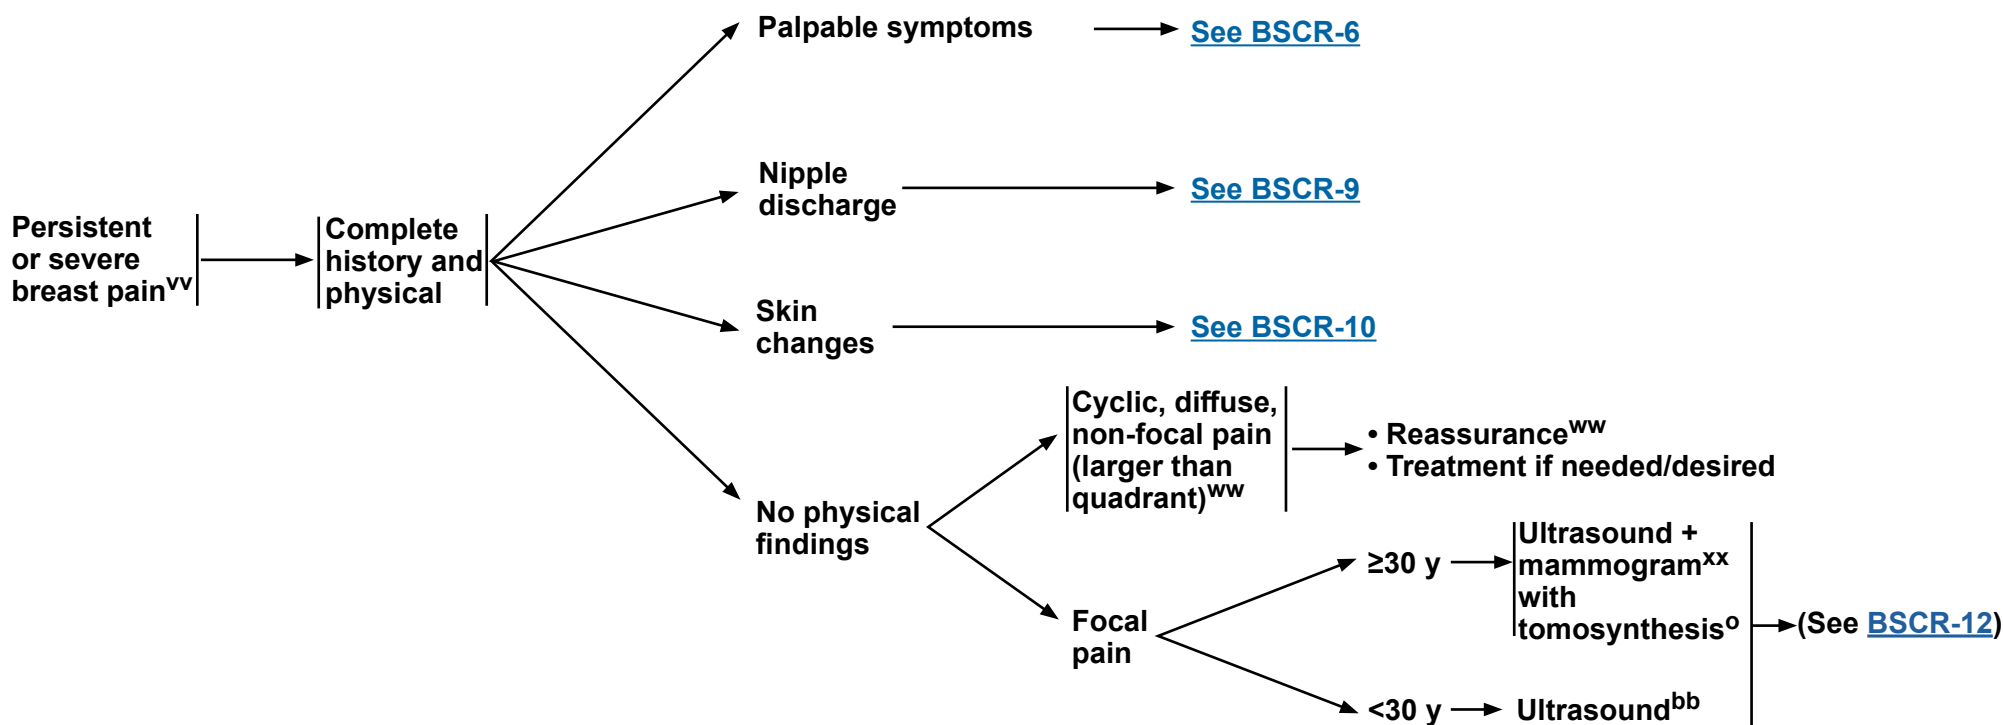 Persistent
or severe
breast painvv
Complete
history and
physical
Palpable symptoms
See BSCR-6
Nipple
discharge
See BSCR-9
Skin
changes
See BSCR-10
No physical
findings
Cyclic, diffuse,
non-focal pain
(larger than
quadrant)ww
• Reassuranceww
• Treatment if needed/desired
Focal
pain
≥30 y
Ultrasound +
mammogramxx
with
tomosynthesiso
<30 y
Ultrasoundbb
(See BSCR-12)